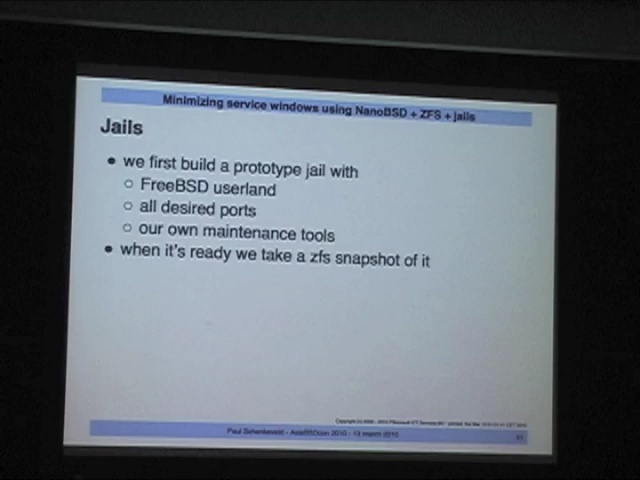 Minimizing service windows using NanoBSD + ZFS + jails
Jails
• we first build a prototype jail with
○ FreeBSD userland
○ all desired ports
○ our own maintenance tools
• when it's ready we take a zfs snapshot of it
Paul Schenkeveld - AsiaBSDcon 2010 - 13 march 2010